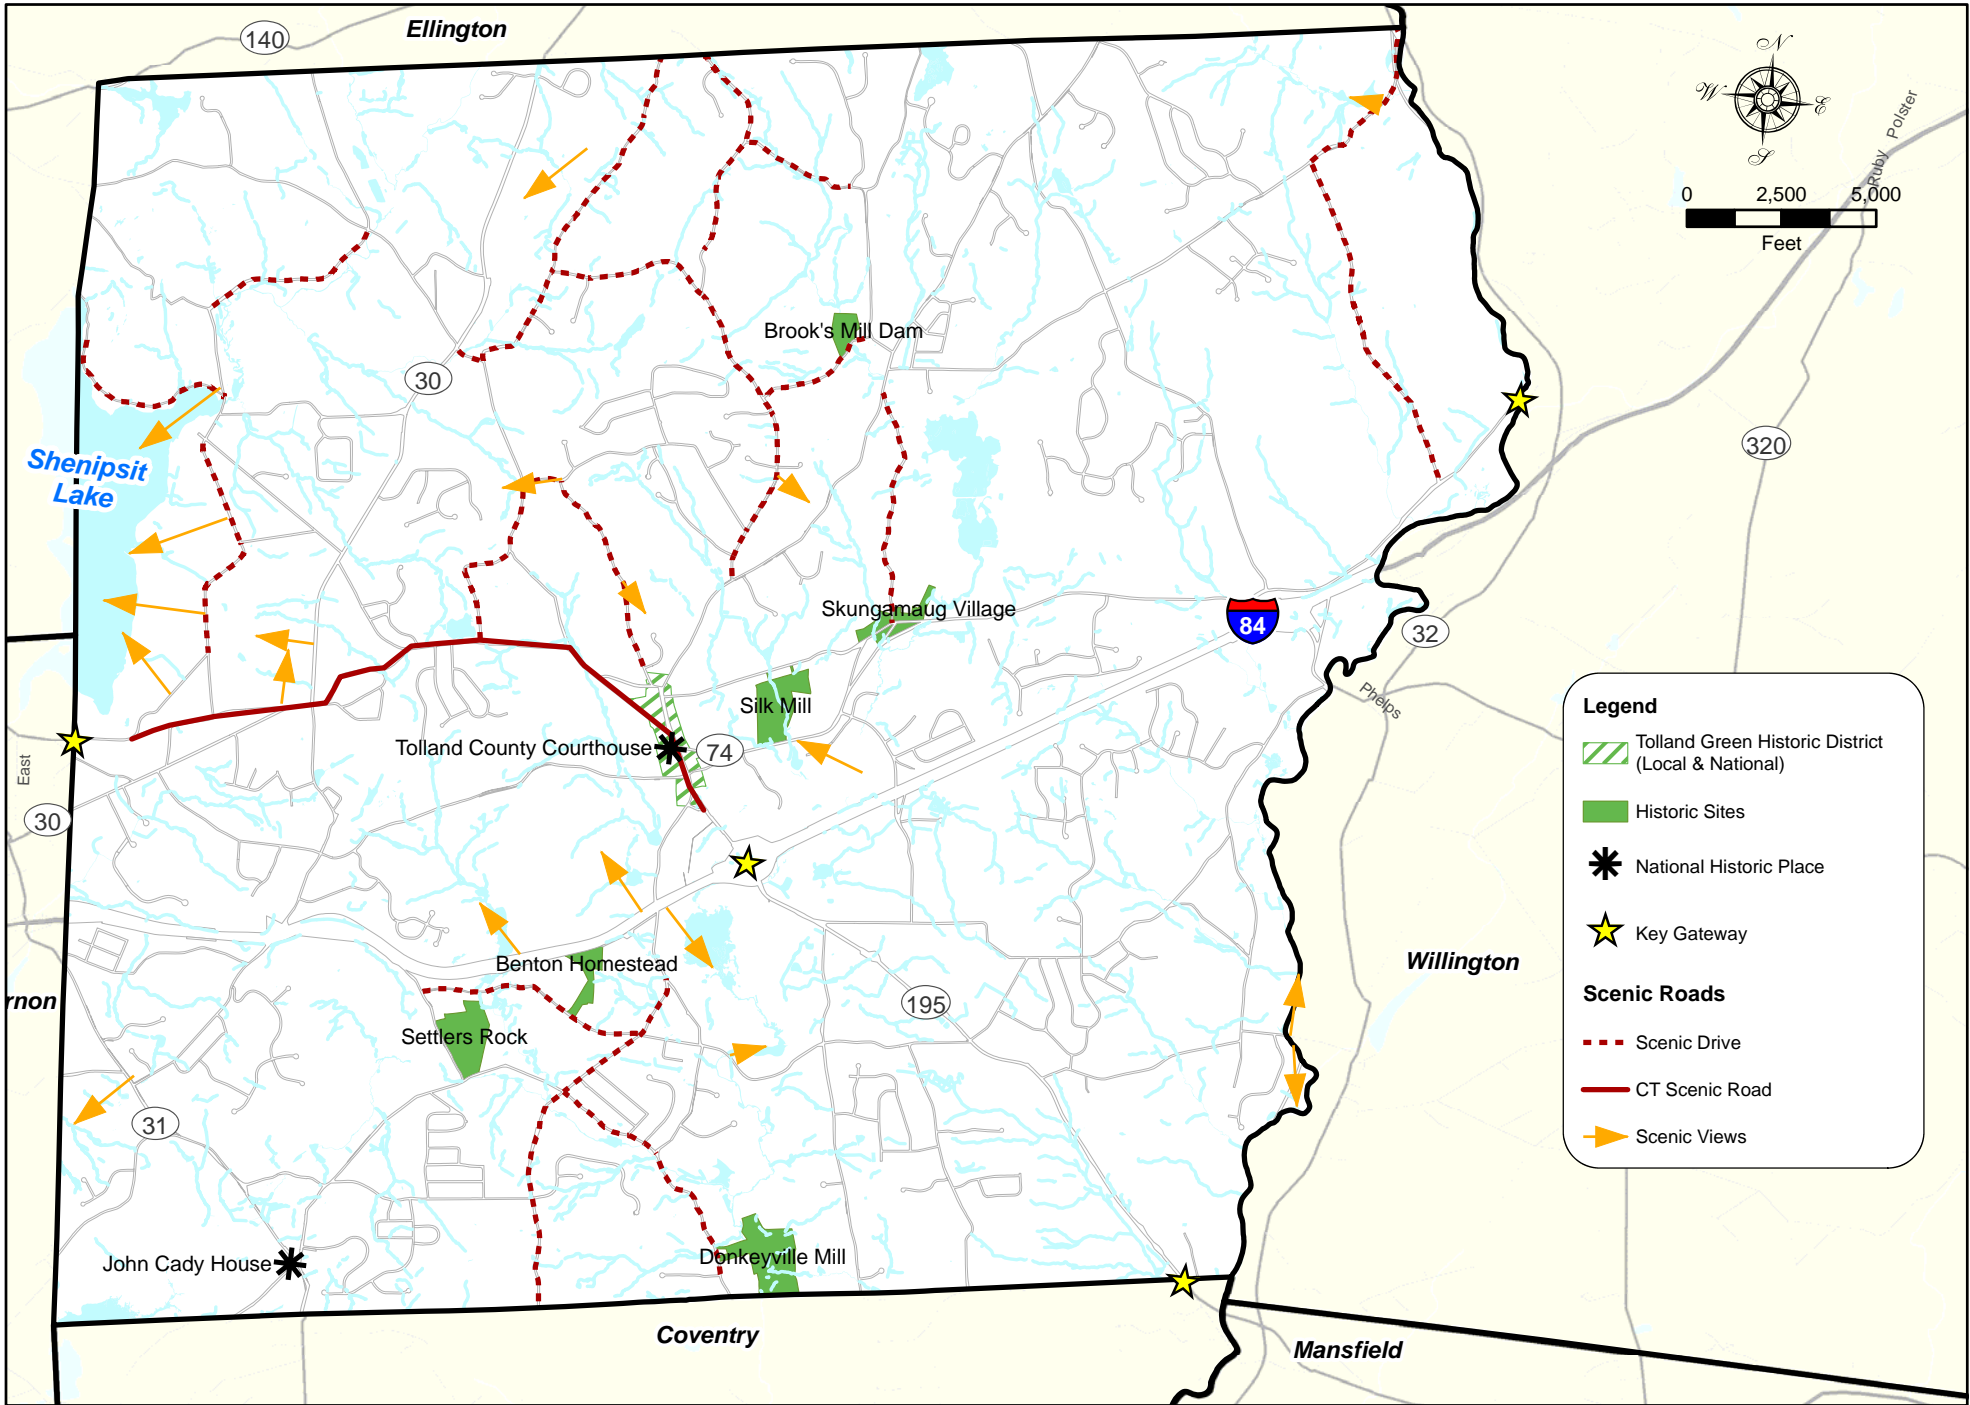 Ellington
140
N
W
E
S
Ruby Polster
0 2,500 5,000
Feet
Brook's Mill Dam
30
320
Shenipsit
Lake
Skungamaug Village
84
32
Phelps
Silk Mill
Tolland County Courthouse
74
East
30
Legend
Tolland Green Historic District
(Local & National)
Historic Sites
National Historic Place
Key Gateway
Scenic Roads
Scenic Drive
CT Scenic Road
Scenic Views
Benton Homestead
Willington
rnon
195
Settlers Rock
31
John Cady House
Donkeyville Mill
Coventry
Mansfield